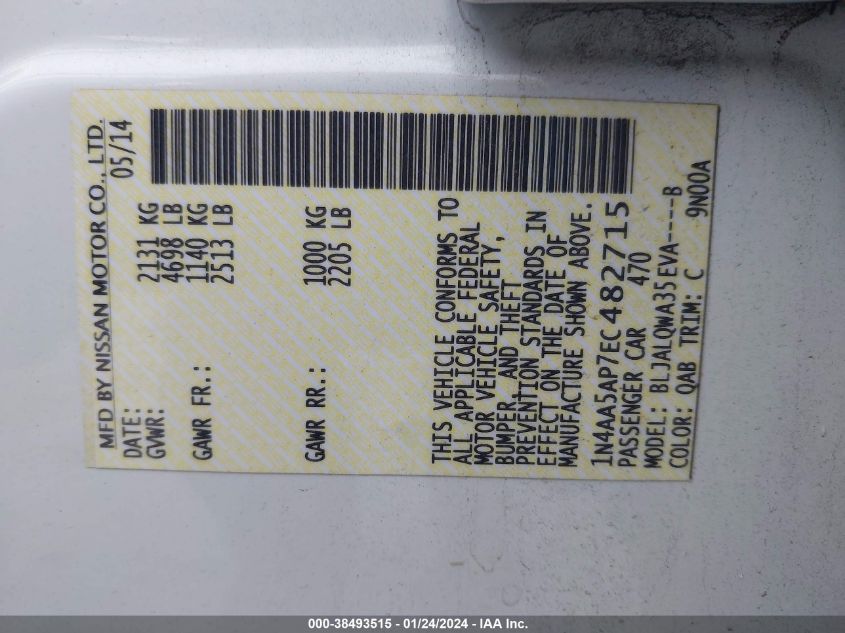 MFD BY NISSAN MOTOR CO., LTD.
DATE: 05/14
GVWR: 2131 KG
4698 LB
GAWR FR.: 1140 KG
2513 LB
GAWR RR.: 1000 KG
2205 LB
THIS VEHICLE CONFORMS TO
ALL APPLICABLE FEDERAL
MOTOR VEHICLE SAFETY,
BUMPER, AND THEFT
PREVENTION STANDARDS IN
EFFECT ON THE DATE OF
MANUFACTURE SHOWN ABOVE.
1N4AA5AP7EC482715
PASSENGER CAR 470
MODEL: BLJALQWA35EVA----B
COLOR: QAB TRIM: C 9N00A
000-38493515 - 01/24/2024 - IAA Inc.